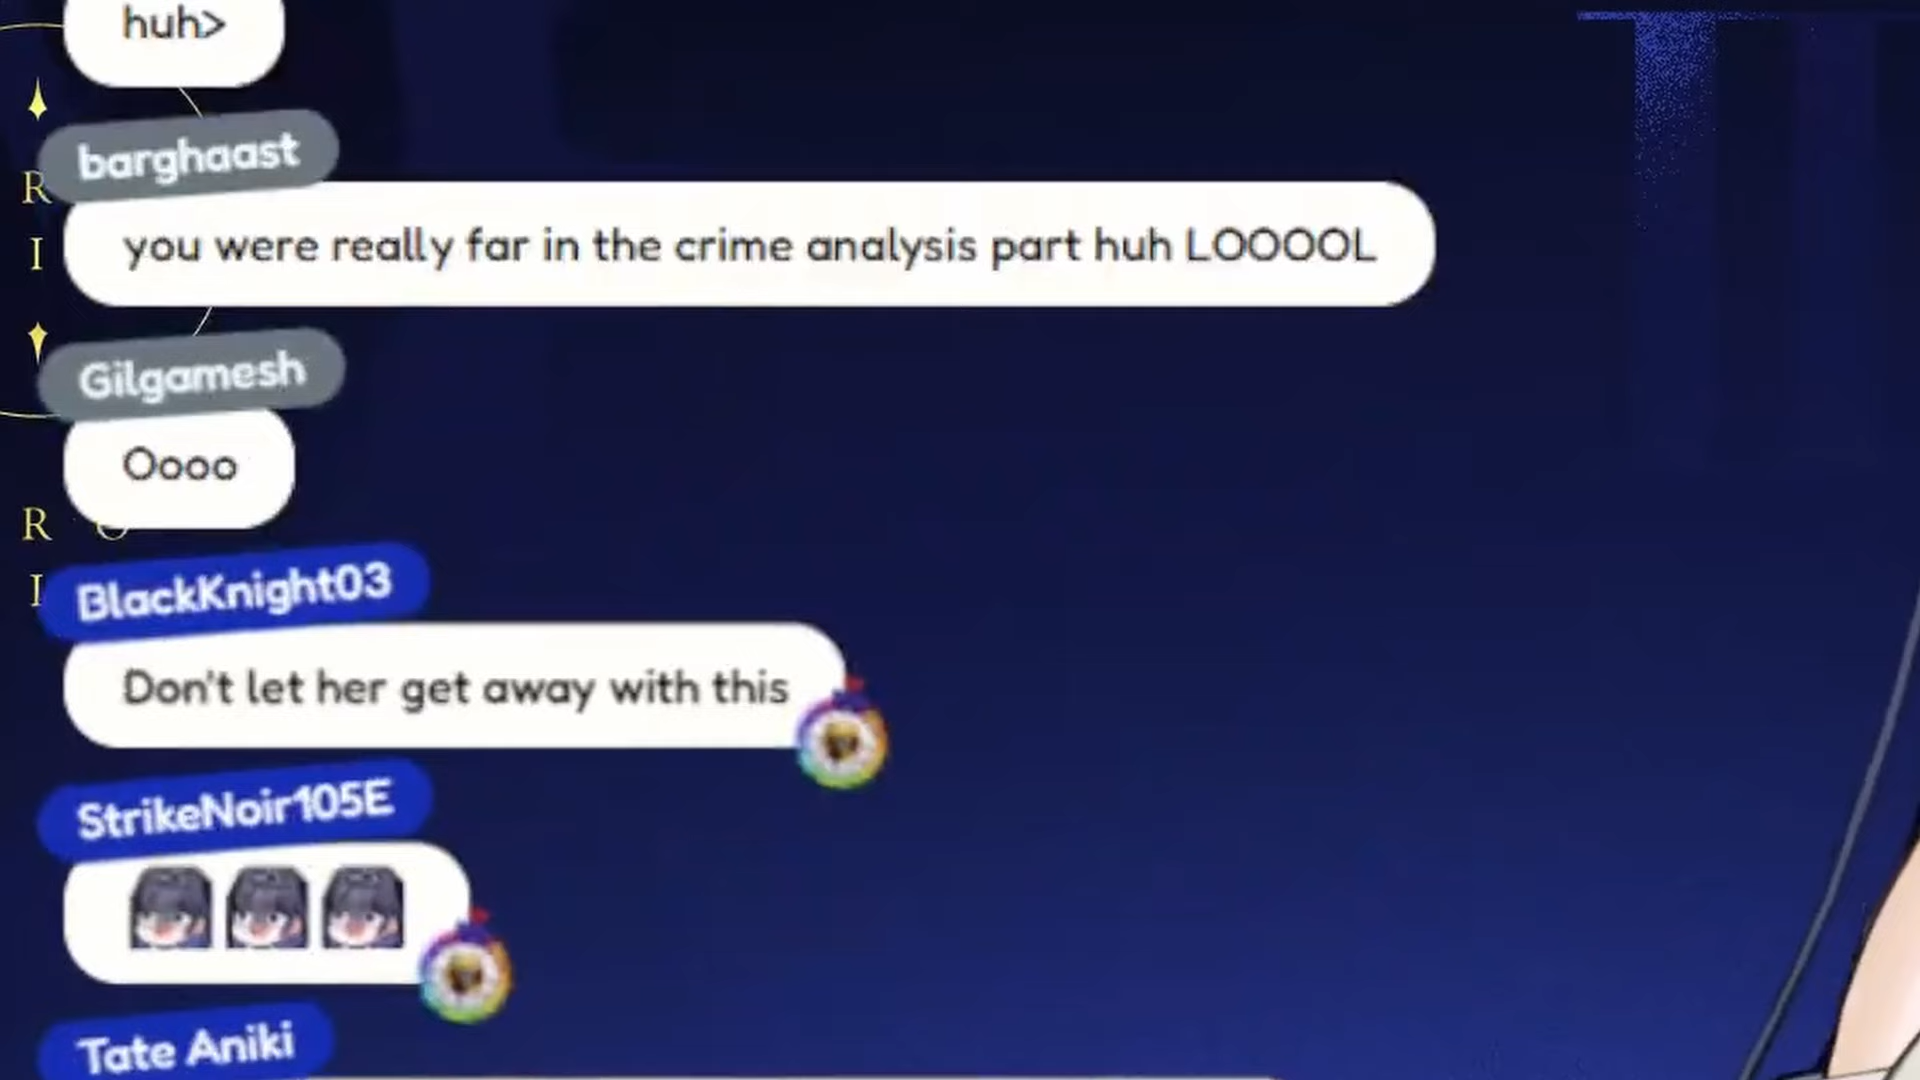 huh>
barghaast
R
you were really far in the crime analysis part huh LOOOOL
I
Gilgamesh
Oooo
R O
BlackKnight03
I
Don't let her get away with this
StrikeNoir105E
Tate Aniki